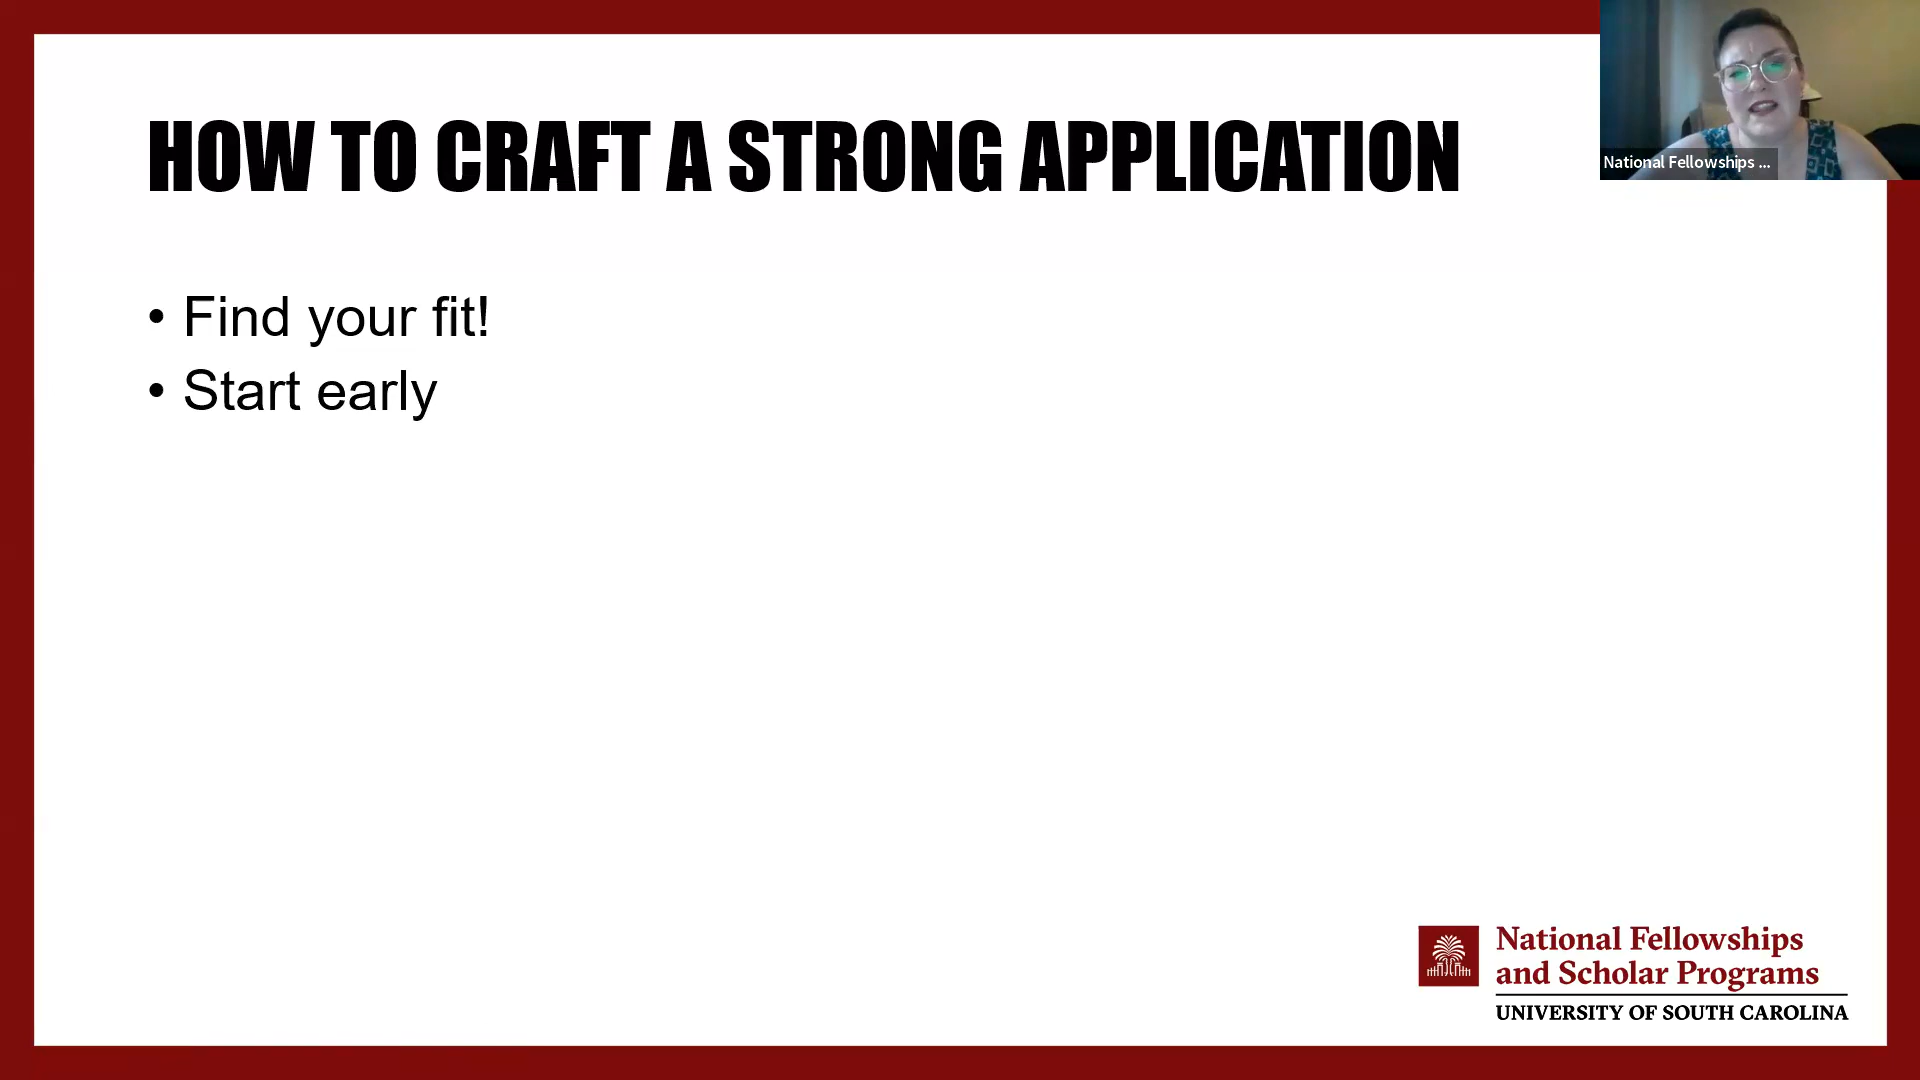 HOW TO CRAFT A STRONG APPLICATION
National Fellowships ...
• Find your fit!
• Start early
National Fellowships
and Scholar Programs
UNIVERSITY OF SOUTH CAROLINA